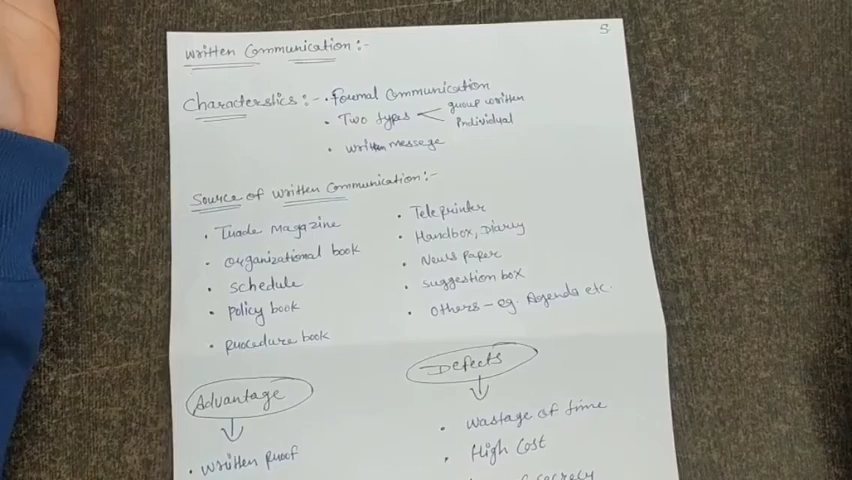 5
Written Communication :-
Characterstics :- • Formal Communication
• Two types group written
Individual
• written messege
Source of written Communication :-
• Trade Magazine
• Organizational book
• Schedule
• Policy book
• Procedure book
• Teleprinter
• Handbox, Diary
• News Paper
• Suggestion box
• Others - eg. Agenda etc.
Advantage
• Written proof
Defects
• Wastage of time
• High Cost